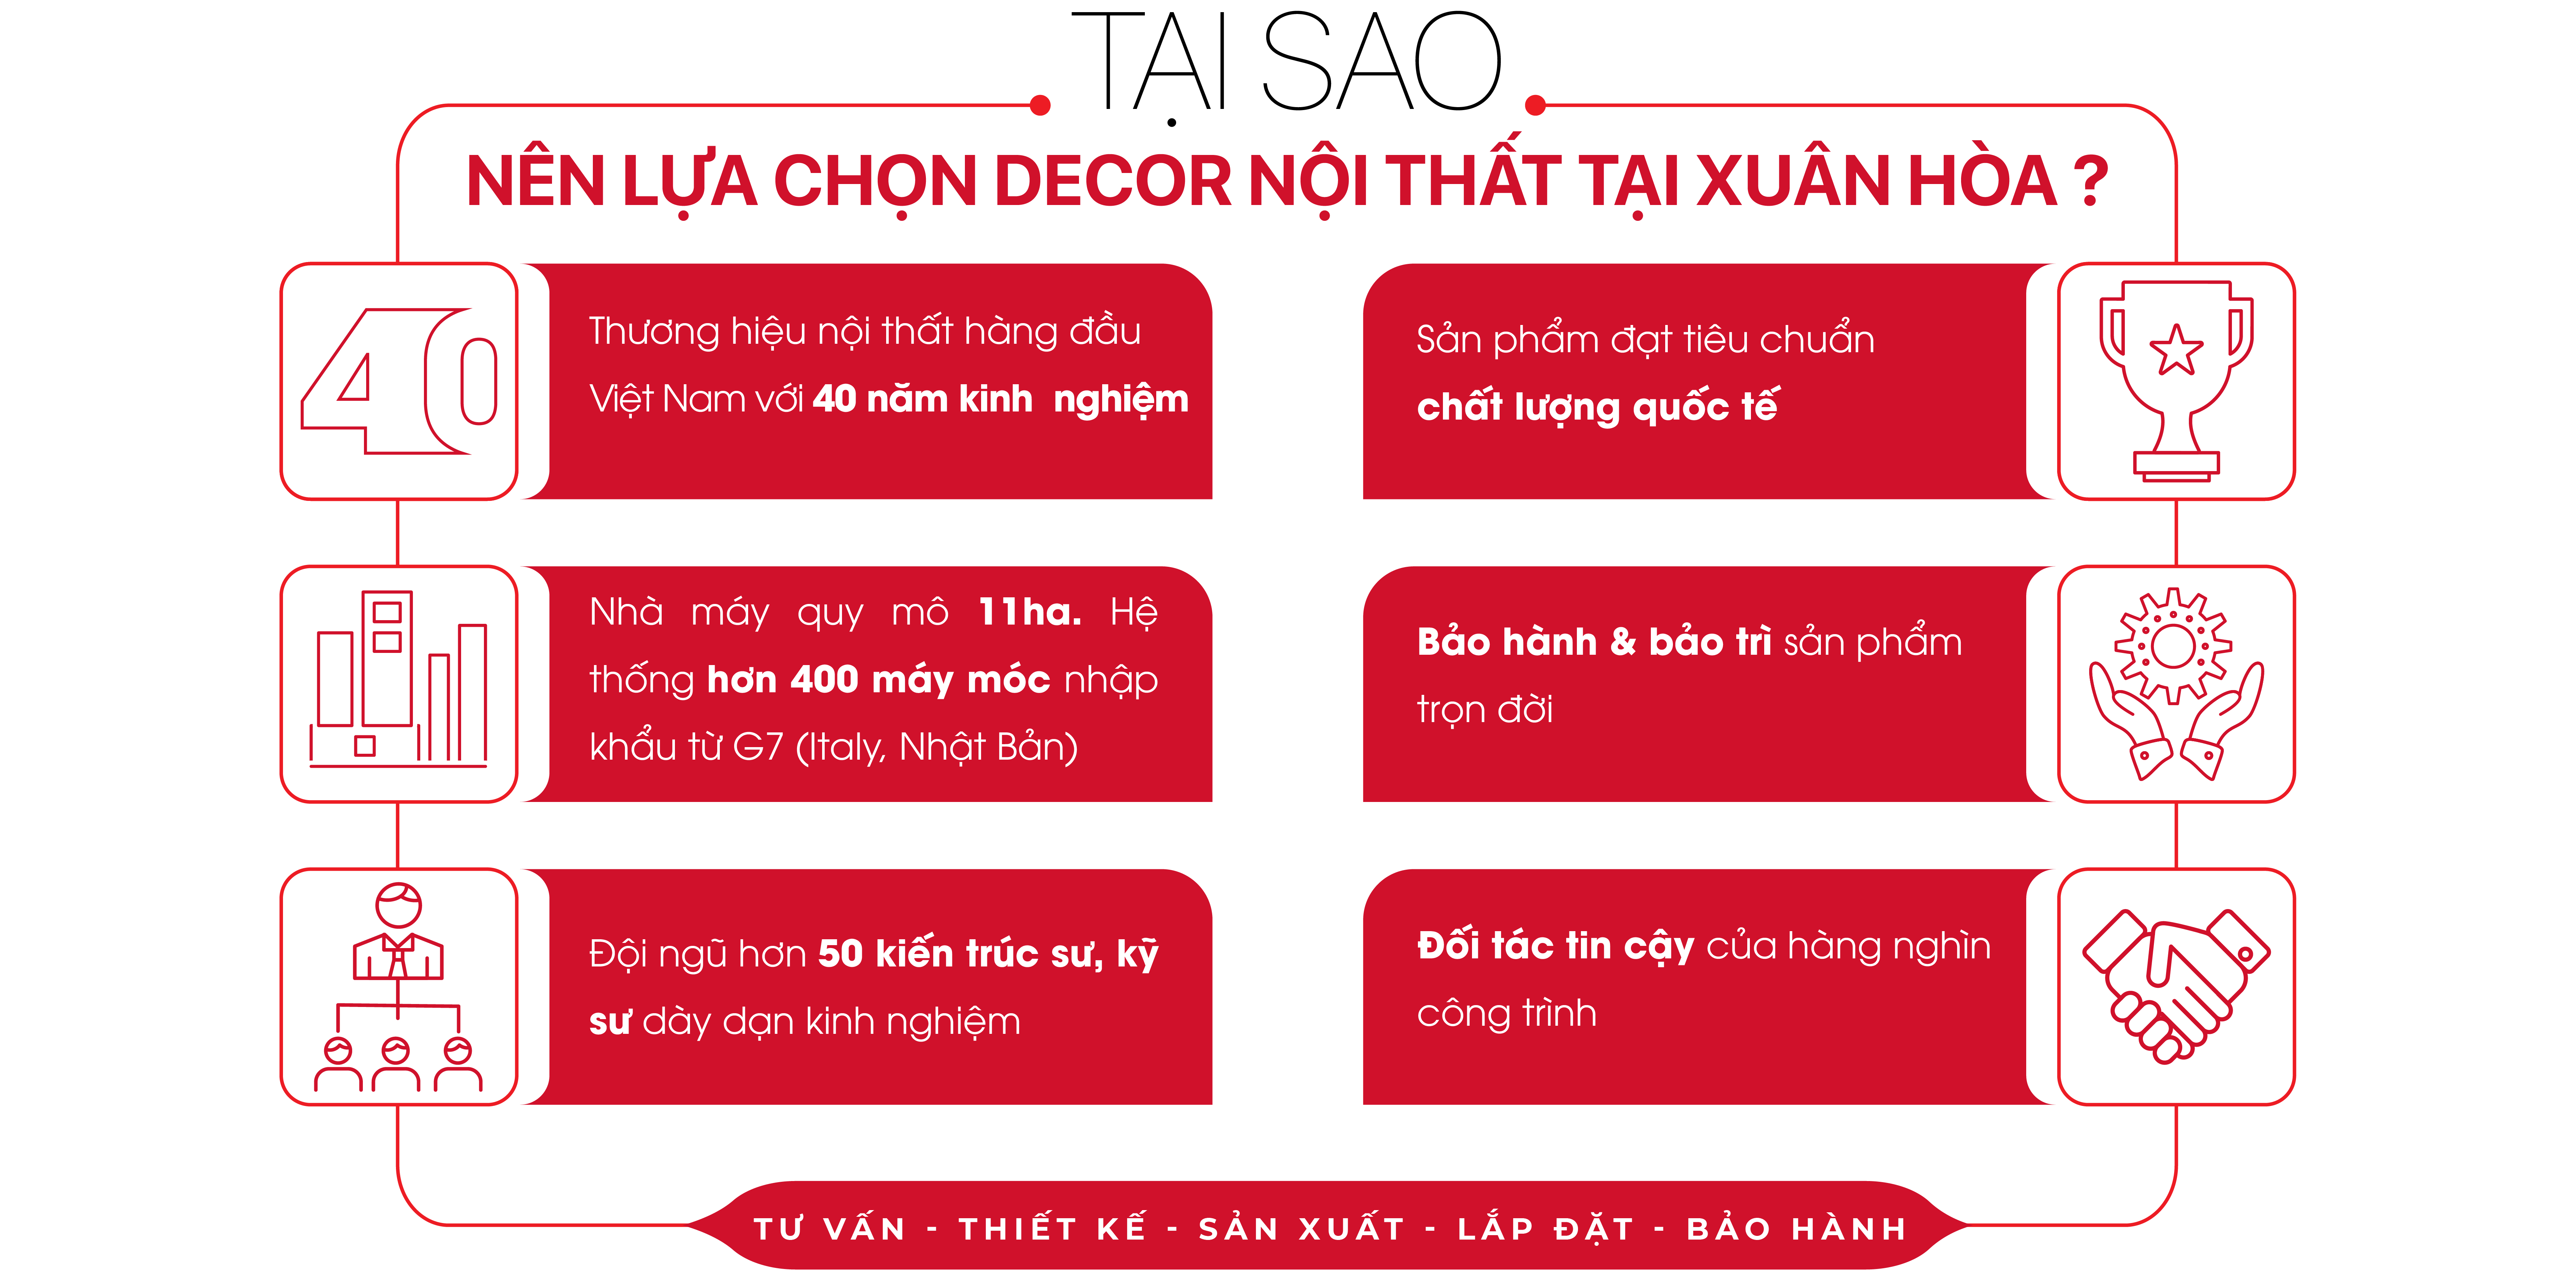 TẠI SAO
NÊN LỰA CHỌN DECOR NỘI THẤT TẠI XUÂN HÒA ?
40
Thương hiệu nội thất hàng đầu
Việt Nam với 40 năm kinh nghiệm
Nhà máy quy mô 11ha. Hệ
thống hơn 400 máy móc nhập
khẩu từ G7 (Italy, Nhật Bản)
Đội ngũ hơn 50 kiến trúc sư, kỹ
sư dày dạn kinh nghiệm
Sản phẩm đạt tiêu chuẩn
chất lượng quốc tế
Bảo hành & bảo trì sản phẩm
trọn đời
Đối tác tin cậy của hàng nghìn
công trình
TƯ VẤN - THIẾT KẾ - SẢN XUẤT - LẮP ĐẶT - BẢO HÀNH